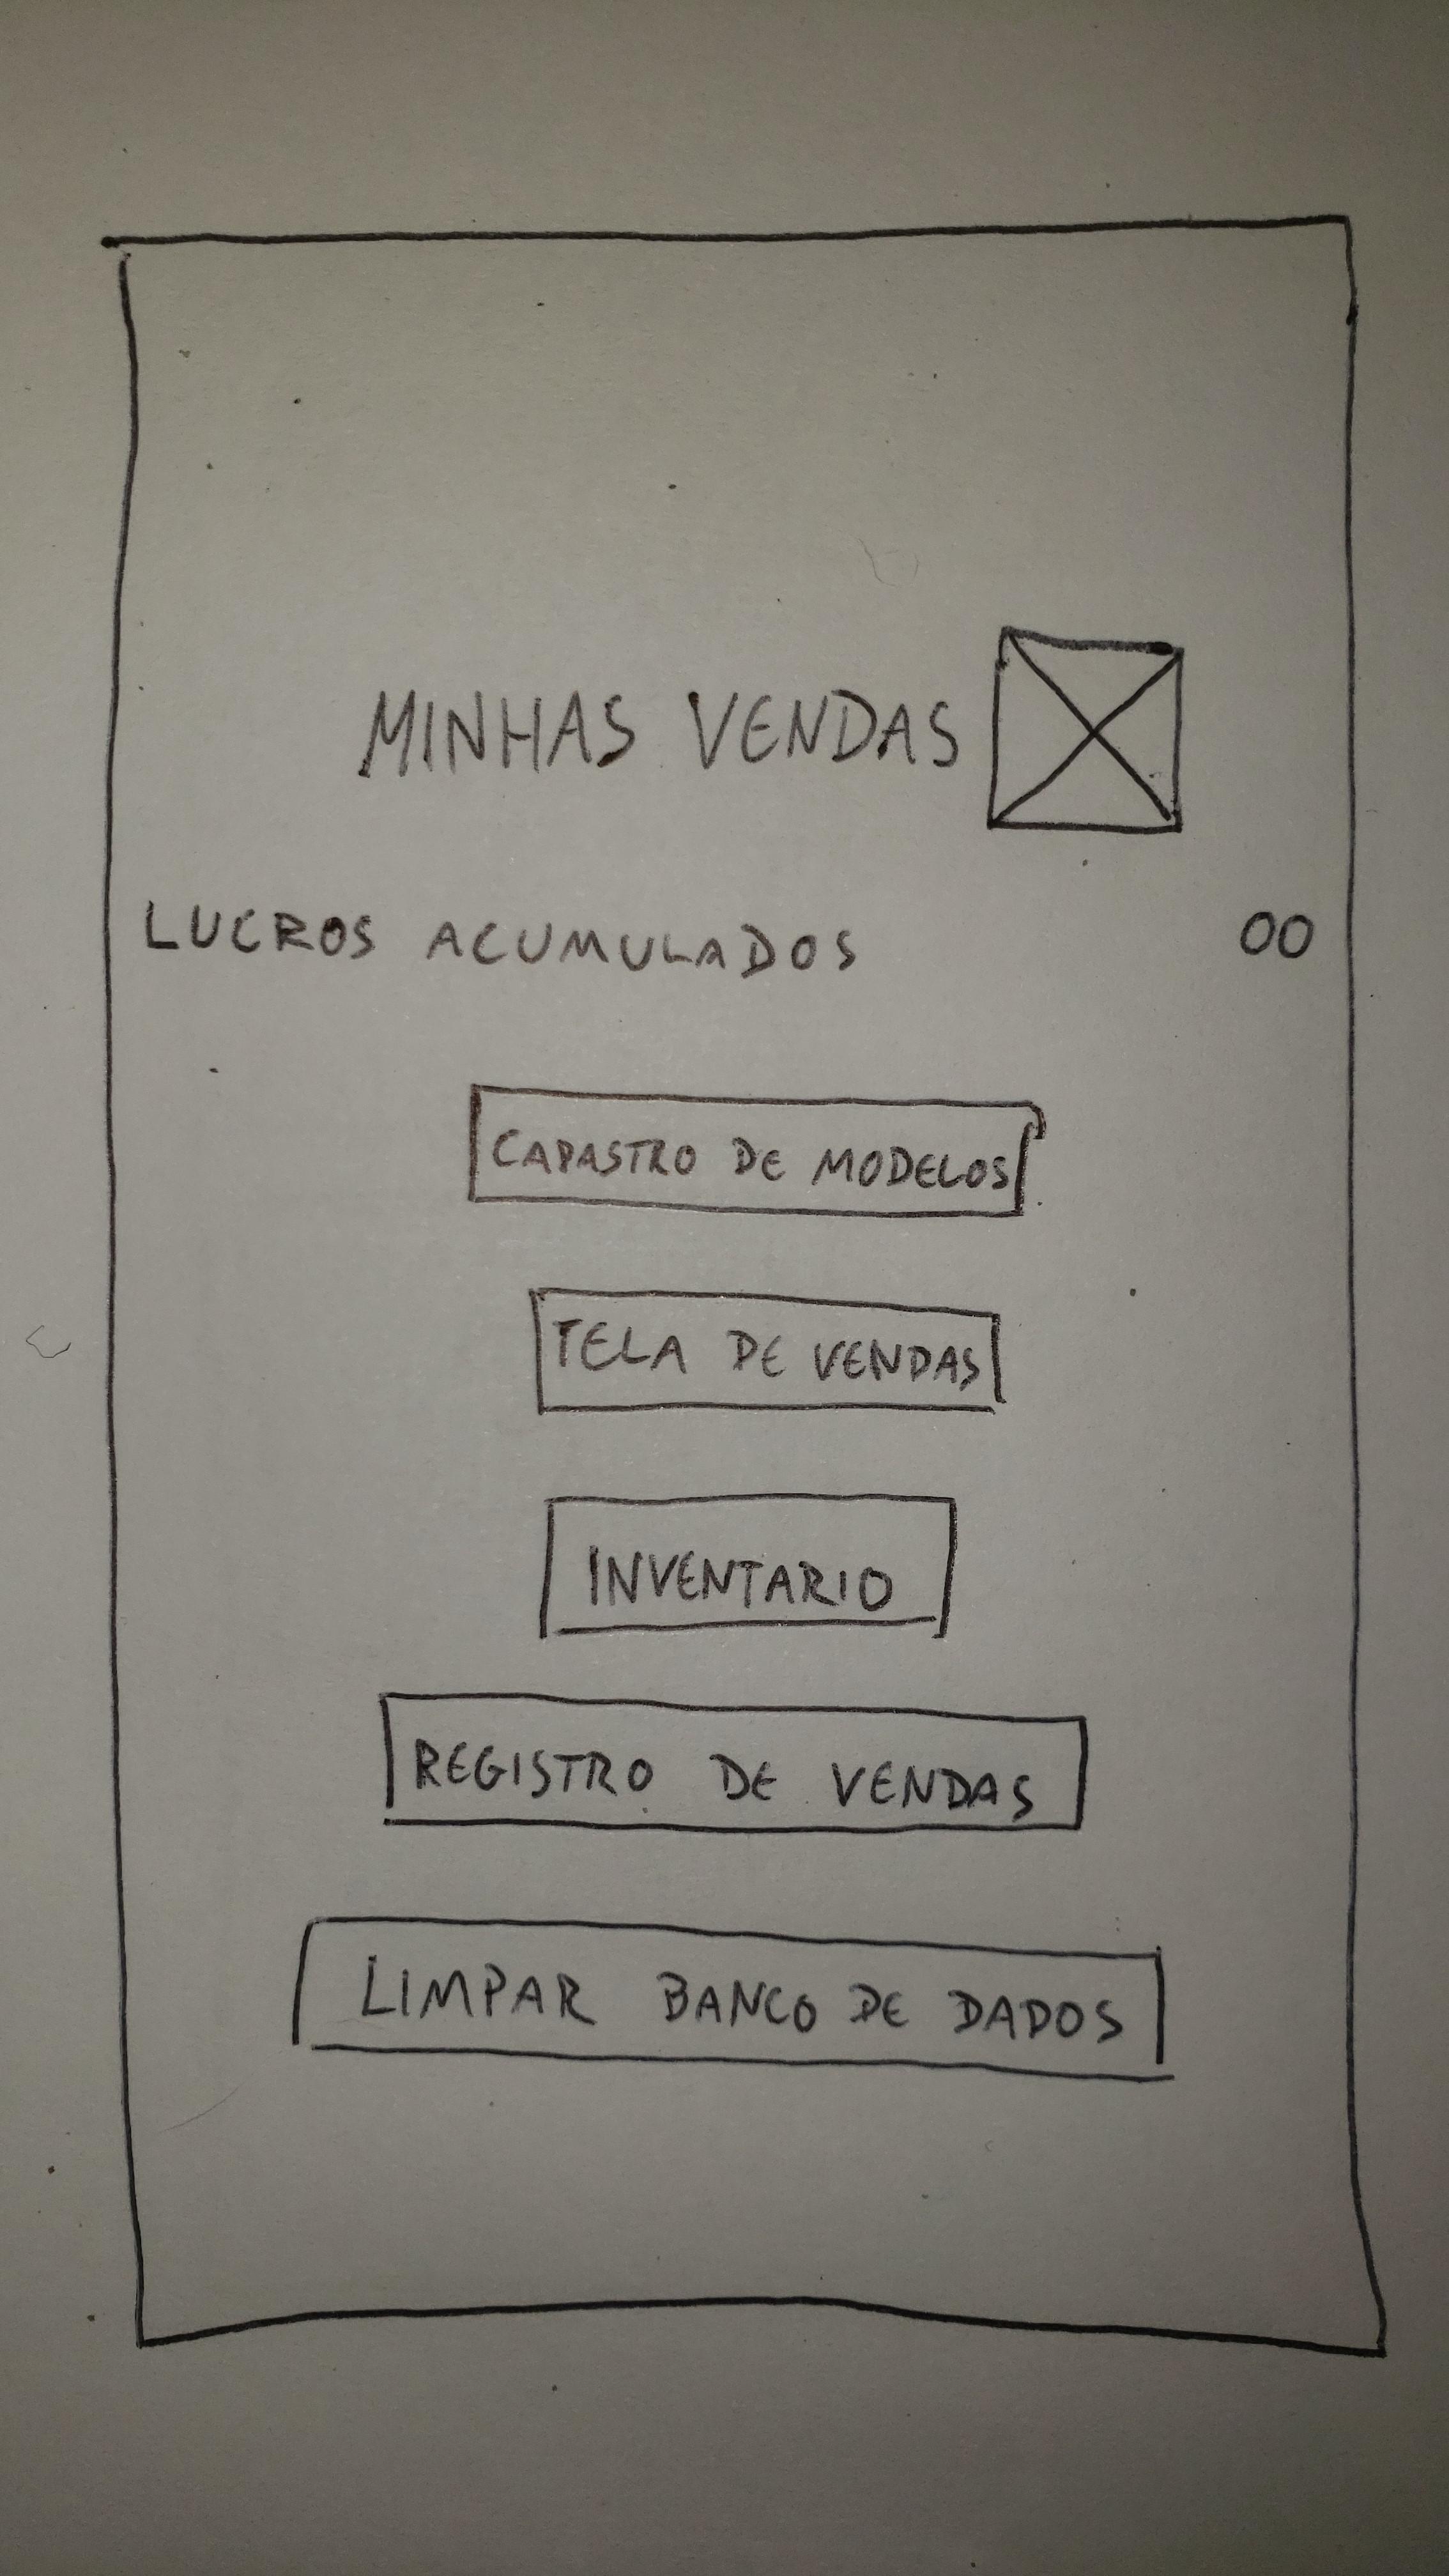 MINHAS VENDAS
LUCROS ACUMULADOS 00
CADASTRO DE MODELOS
TELA DE VENDAS
INVENTARIO
REGISTRO DE VENDAS
LIMPAR BANCO DE DADOS